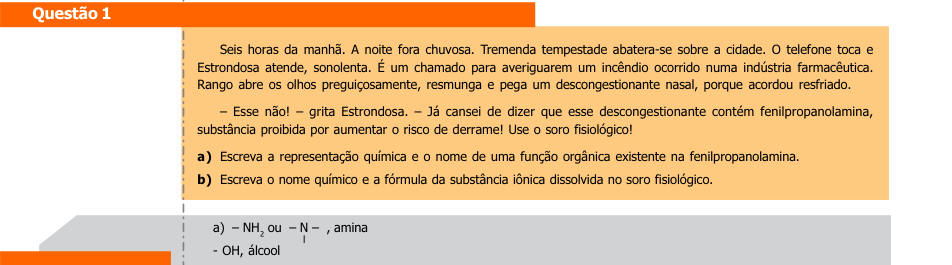 Questão 1
Seis horas da manhã. A noite fora chuvosa. Tremenda tempestade abatera-se sobre a cidade. O telefone toca e
Estrondosa atende, sonolenta. É um chamado para averiguarem um incêndio ocorrido numa indústria farmacêutica.
Rango abre os olhos preguiçosamente, resmunga e pega um descongestionante nasal, porque acordou resfriado.
– Esse não! – grita Estrondosa. – Já cansei de dizer que esse descongestionante contém fenilpropanolamina,
substância proibida por aumentar o risco de derrame! Use o soro fisiológico!
a) Escreva a representação química e o nome de uma função orgânica existente na fenilpropanolamina.
b) Escreva o nome químico e a fórmula da substância iônica dissolvida no soro fisiológico.
a) – NH₂ ou – N – , amina
- OH, álcool